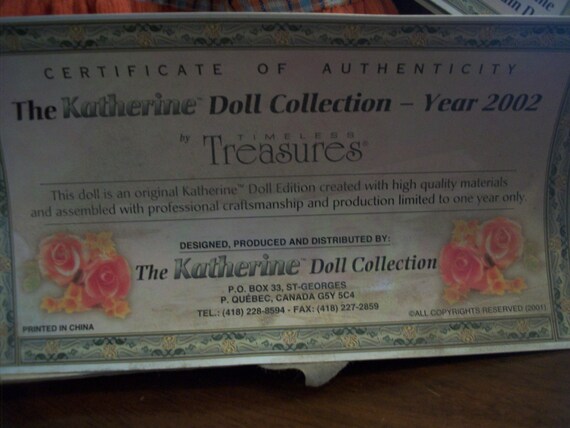 CERTIFICATE OF AUTHENTICITY
The Katherine™ Doll Collection – Year 2002
by TIMELESS
Treasures®
This doll is an original Katherine™ Doll Edition created with high quality materials
and assembled with professional craftsmanship and production limited to one year only.
DESIGNED, PRODUCED AND DISTRIBUTED BY:
The Katherine™ Doll Collection
P.O. BOX 33, ST-GEORGES
P. QUÉBEC, CANADA G5Y 5C4
TEL.: (418) 228-8594 - FAX: (418) 227-2859
PRINTED IN CHINA
©ALL COPYRIGHTS RESERVED (2001)